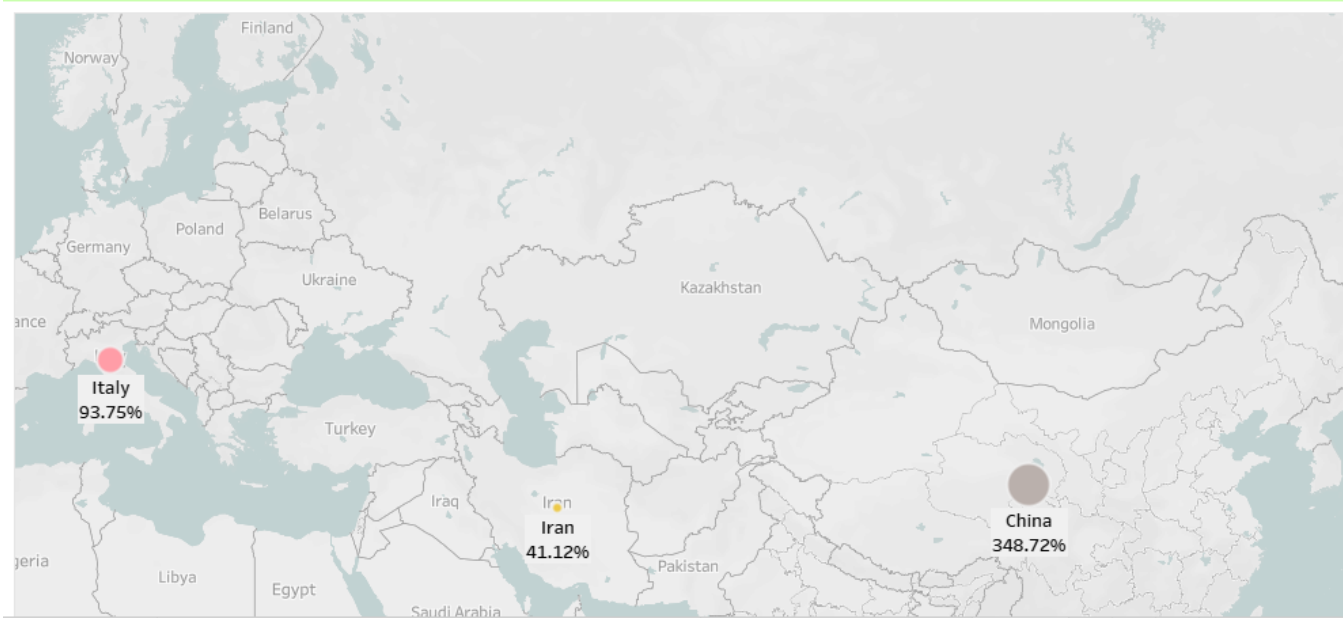 Finland
Norway
Belarus
Poland
Germany
Ukraine
Kazakhstan
ance
Mongolia
Italy
93.75%
Turkey
Iraq
Iran
Iran
41.12%
China
348.72%
Pakistan
geria
Libya
Egypt
Saudi Arabia